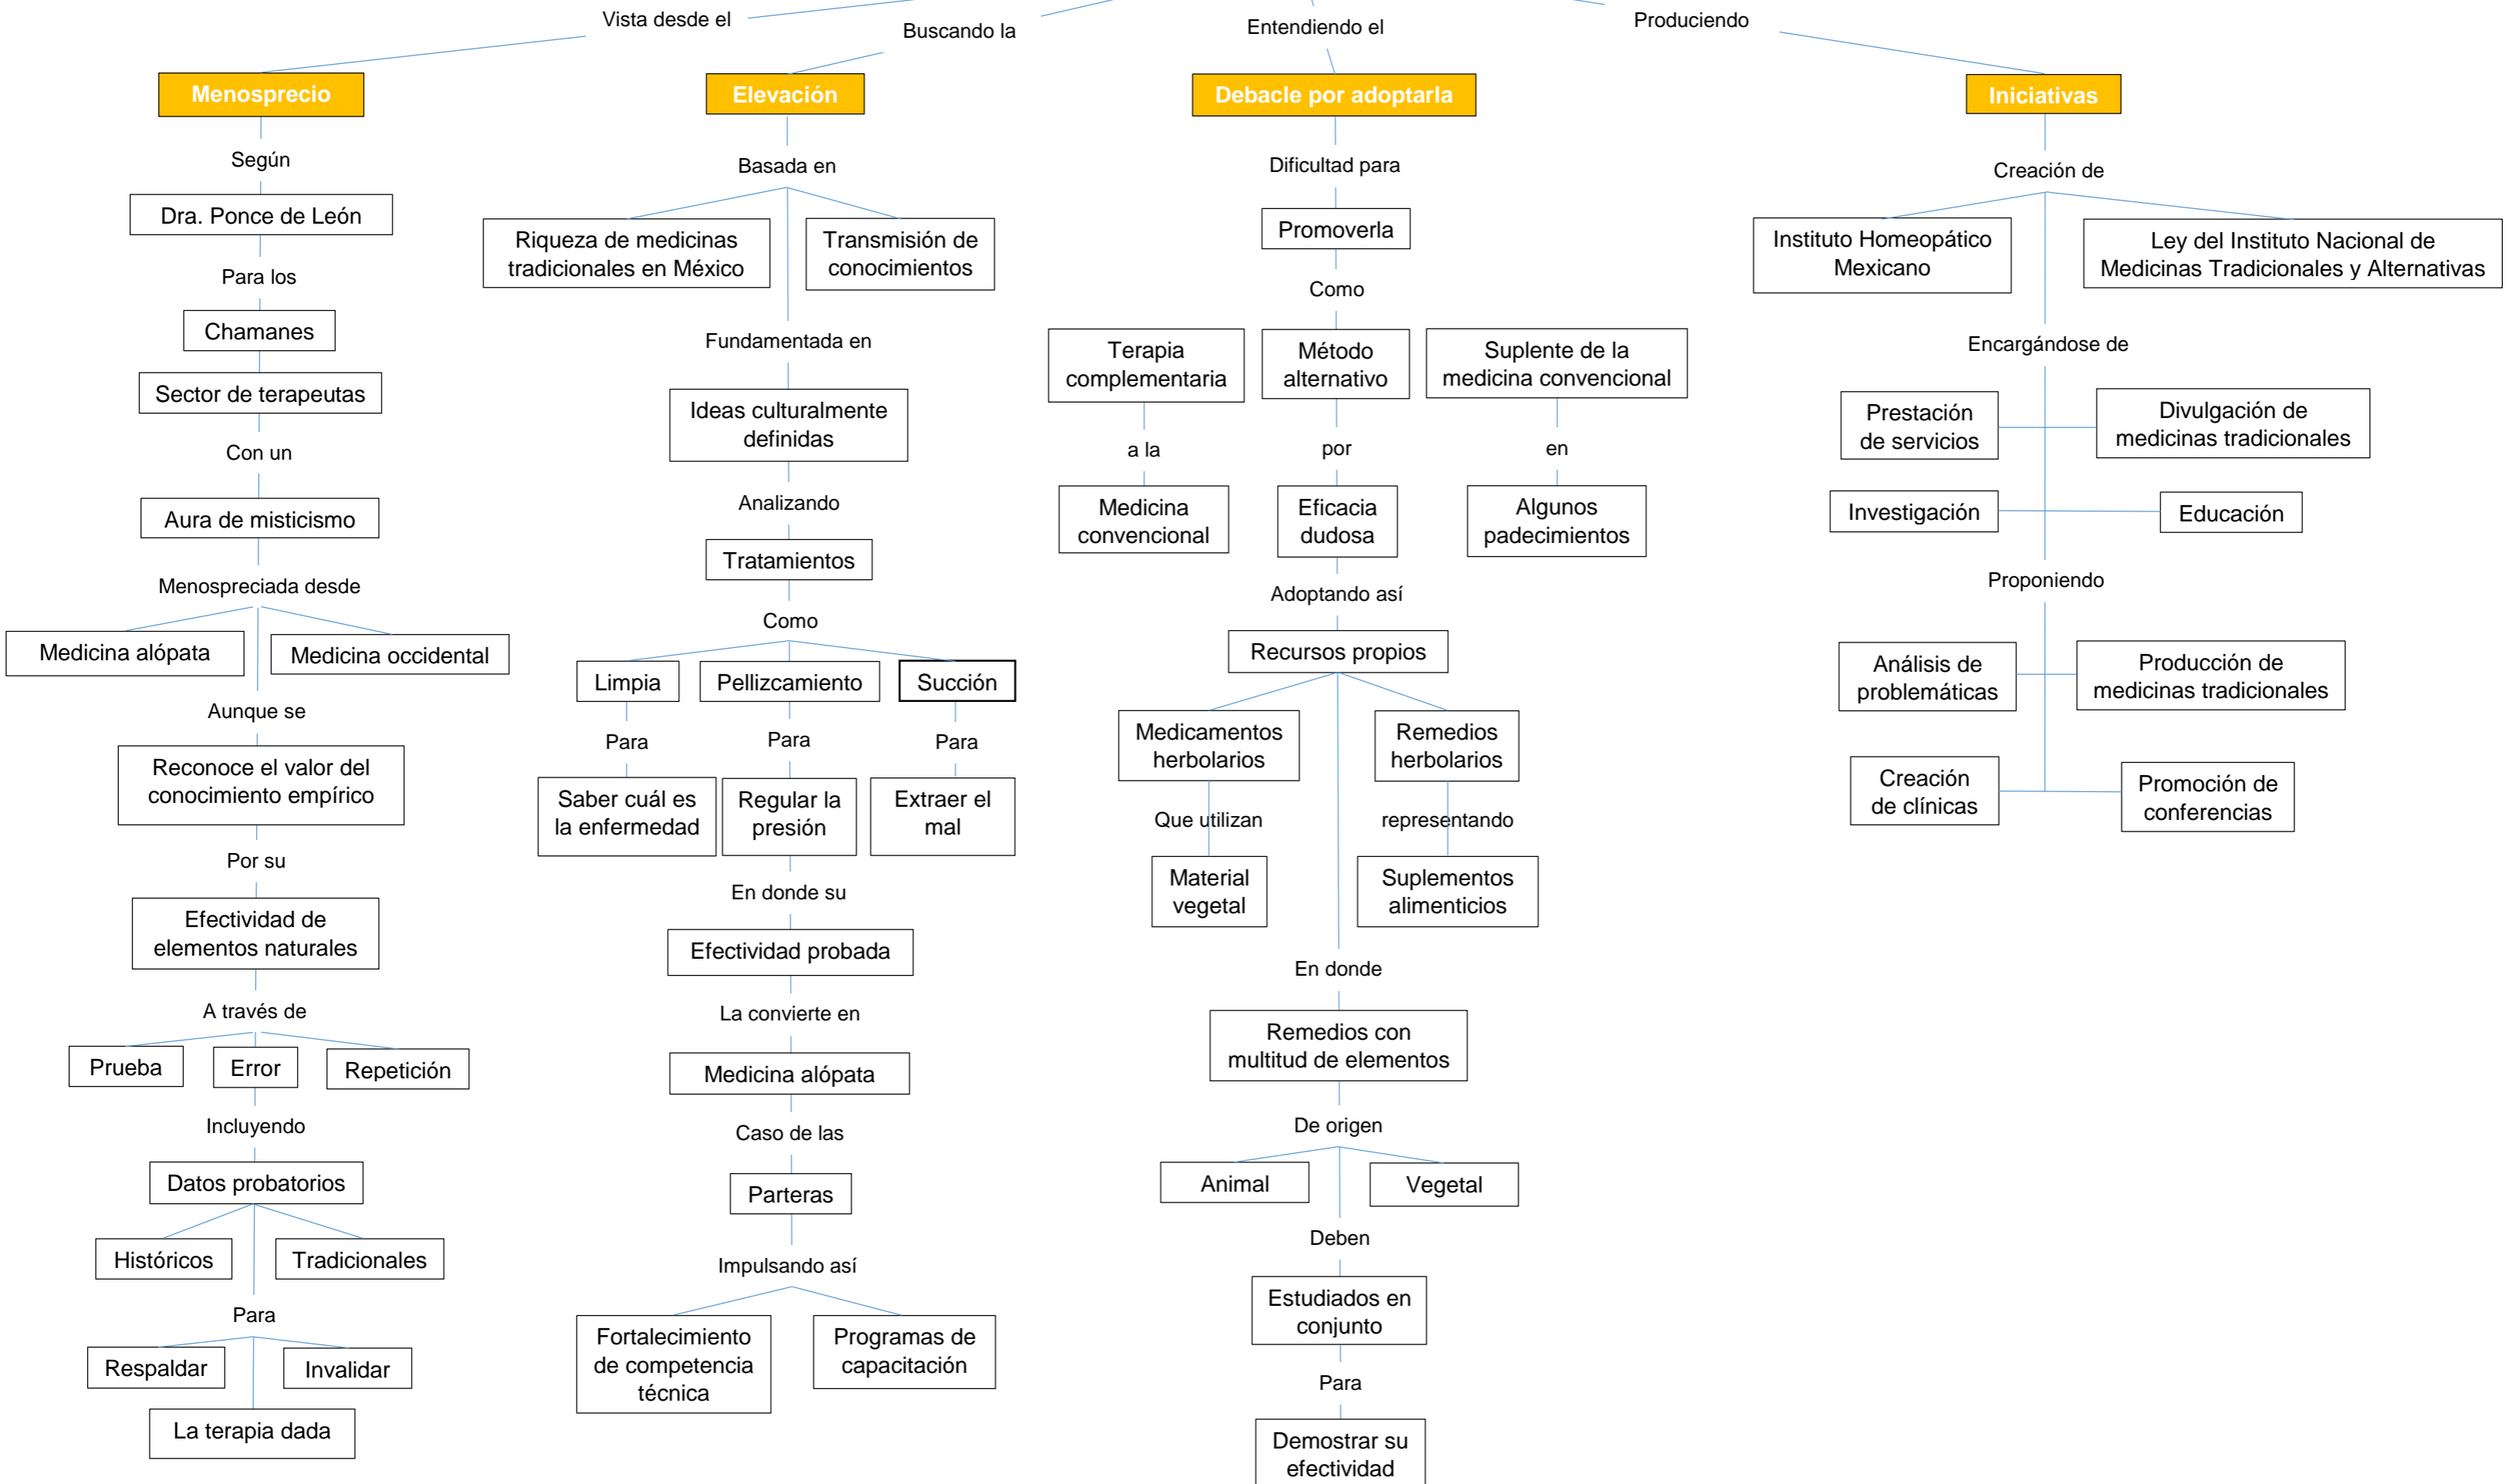 Vista desde el
Buscando la
Entendiendo el
Produciendo
Menosprecio
Según
Dra. Ponce de León
Para los
Chamanes
Sector de terapeutas
Con un
Aura de misticismo
Menospreciada desde
Medicina alópata
Medicina occidental
Aunque se
Reconoce el valor del
conocimiento empírico
Por su
Efectividad de
elementos naturales
A través de
Prueba
Error
Repetición
Incluyendo
Datos probatorios
Históricos
Tradicionales
Para
Respaldar
Invalidar
La terapia dada
Elevación
Basada en
Riqueza de medicinas
tradicionales en México
Transmisión de
conocimientos
Fundamentada en
Ideas culturalmente
definidas
Analizando
Tratamientos
Como
Limpia
Pellizcamiento
Succión
Para
Para
Para
Saber cuál es
la enfermedad
Regular la
presión
Extraer el
mal
En donde su
Efectividad probada
La convierte en
Medicina alópata
Caso de las
Parteras
Impulsando así
Fortalecimiento
de competencia
técnica
Programas de
capacitación
Debacle por adoptarla
Dificultad para
Promoverla
Como
Terapia
complementaria
Método
alternativo
Suplente de la
medicina convencional
a la
por
en
Medicina
convencional
Eficacia
dudosa
Algunos
padecimientos
Adoptando así
Recursos propios
Medicamentos
herbolarios
Remedios
herbolarios
Que utilizan
representando
Material
vegetal
Suplementos
alimenticios
En donde
Remedios con
multitud de elementos
De origen
Animal
Vegetal
Deben
Estudiados en
conjunto
Para
Demostrar su
efectividad
Iniciativas
Creación de
Instituto Homeopático
Mexicano
Ley del Instituto Nacional de
Medicinas Tradicionales y Alternativas
Encargándose de
Prestación
de servicios
Divulgación de
medicinas tradicionales
Investigación
Educación
Proponiendo
Análisis de
problemáticas
Producción de
medicinas tradicionales
Creación
de clínicas
Promoción de
conferencias